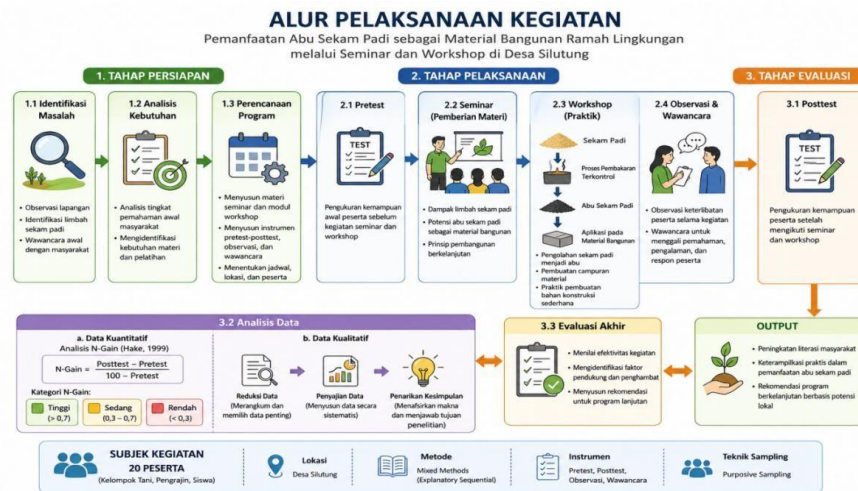 ALUR PELAKSANAAN KEGIATAN
Pemanfaatan Abu Sekam Padi sebagai Material Bangunan Ramah Lingkungan
melalui Seminar dan Workshop di Desa Silutung
1. TAHAP PERSIAPAN
1.1 Identifikasi
Masalah
• Observasi lapangan
• Identifikasi limbah
sekam padi
• Wawancara awal
dengan masyarakat
1.2 Analisis
Kebutuhan
• Analisis tingkat
pemahaman awal
masyarakat
• Mengidentifikasi
kebutuhan materi
dan pelatihan
1.3 Perencanaan
Program
• Menyusun materi
seminar dan modul
workshop
• Menyusun instrumen
pretest-posttest,
observasi, dan
wawancara
• Menentukan jadwal,
lokasi, dan peserta
2. TAHAP PELAKSANAAN
2.1 Pretest
TEST
Pengukuran kemampuan
awal peserta sebelum
kegiatan seminar dan
workshop
2.2 Seminar
(Pemberian Materi)
• Dampak limbah sekam padi
• Potensi abu sekam padi
sebagai material bangunan
• Prinsip pembangunan
berkelanjutan
2.3 Workshop
(Praktik)
Sekam Padi
Proses Pembakaran
Terkontrol
Abu Sekam Padi
Aplikasi pada
Material Bangunan
• Pengolahan sekam padi
menjadi abu
• Pembuatan campuran
material
• Praktik pembuatan
bahan konstruksi
sederhana
2.4 Observasi &
Wawancara
• Observasi keterlibatan
peserta selama kegiatan
• Wawancara untuk
menggali pemahaman,
pengalaman, dan
respon peserta
3. TAHAP EVALUASI
3.1 Posttest
TEST
Pengukuran kemampuan
peserta setelah
mengikuti seminar
dan workshop
3.2 Analisis Data
a. Data Kuantitatif
Analisis N-Gain (Hake, 1999)
N-Gain = Posttest – Pretest
100 – Pretest
Kategori N-Gain:
Tinggi
(> 0,7)
Sedang
(0,3 – 0,7)
Rendah
(< 0,3)
b. Data Kualitatif
Reduksi Data
(Merangkum dan
memilih data penting)
Penyajian Data
(Menyusun data secara
sistematis)
Penarikan Kesimpulan
(Menafsirkan makna
dan menjawab tujuan
penelitian)
3.3 Evaluasi Akhir
• Menilai efektivitas kegiatan
• Mengidentifikasi faktor
pendukung dan penghambat
• Menyusun rekomendasi
untuk program lanjutan
OUTPUT
• Peningkatan literasi masyarakat
• Keterampilkasi praktis dalam
pemanfaatan abu sekam padi
• Rekomendasi program
berkelanjutan berbasis potensi
lokal
SUBJEK KEGIATAN
20 PESERTA
(Kelompok Tani, Pengrajin, Siswa)
Lokasi
Desa Silutung
Metode
Mixed Methods
(Explanatory Sequential)
Instrumen
Pretest, Posttest,
Observasi, Wawancara
Teknik Sampling
Purposive Sampling